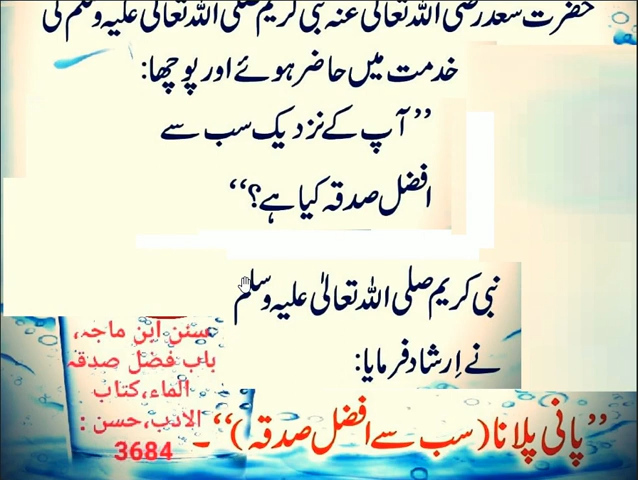 حضرت سعد رضی اللہ تعالیٰ عنہ نبی کریم صلی اللہ تعالیٰ علیہ وسلم کی
خدمت میں حاضر ہوئے اور پوچھا:
”آپ کے نزدیک سب سے
افضل صدقہ کیا ہے؟“
نبی کریم صلی اللہ تعالیٰ علیہ وسلم
نے اِرشاد فرمایا:
”پانی پلانا (سب سے افضل صدقہ)“۔
سنن ابن ماجہ،
باب فضل صدقہ
الماء،کتاب
الادب،حسن :
3684